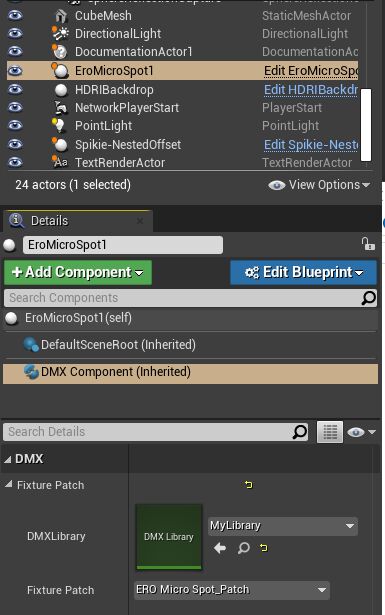 CubeMesh StaticMeshActor
DirectionalLight DirectionalLight
DocumentationActor1 DocumentationAc
EroMicroSpot1 Edit EroMicroSpo
HDRIBackdrop Edit HDRIBackdr
NetworkPlayerStart PlayerStart
PointLight PointLight
Spikie-NestedOffset Edit Spikie-Neste
Aa TextRenderActor TextRenderActor
24 actors (1 selected) View Options
Details
EroMicroSpot1
+ Add Component Edit Blueprint
Search Components
EroMicroSpot1(self)
DefaultSceneRoot (Inherited)
DMX Component (Inherited)
Search Details
DMX
Fixture Patch
DMXLibrary DMX Library MyLibrary
Fixture Patch ERO Micro Spot_Patch